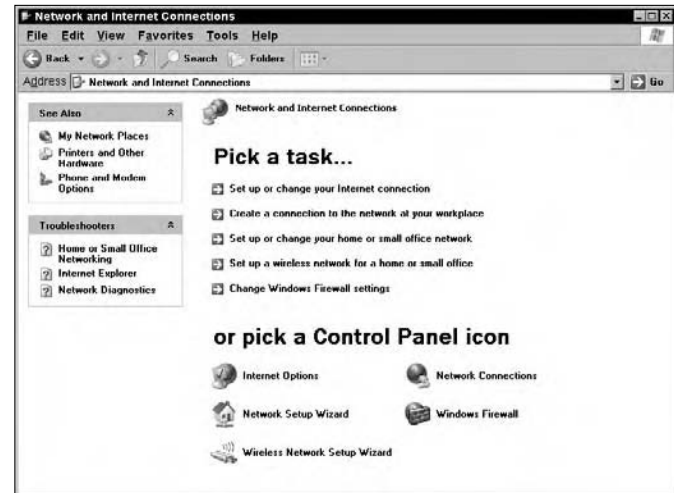 Network and Internet Connections
File Edit View Favorites Tools Help
Back Search Folders
Address Network and Internet Connections Go
See Also
My Network Places
Printers and Other
Hardware
Phone and Modem
Options
Troubleshooters
Home or Small Office
Networking
Internet Explorer
Network Diagnostics
Network and Internet Connections
Pick a task...
Set up or change your Internet connection
Create a connection to the network at your workplace
Set up or change your home or small office network
Set up a wireless network for a home or small office
Change Windows Firewall settings
or pick a Control Panel icon
Internet Options
Network Connections
Network Setup Wizard
Windows Firewall
Wireless Network Setup Wizard